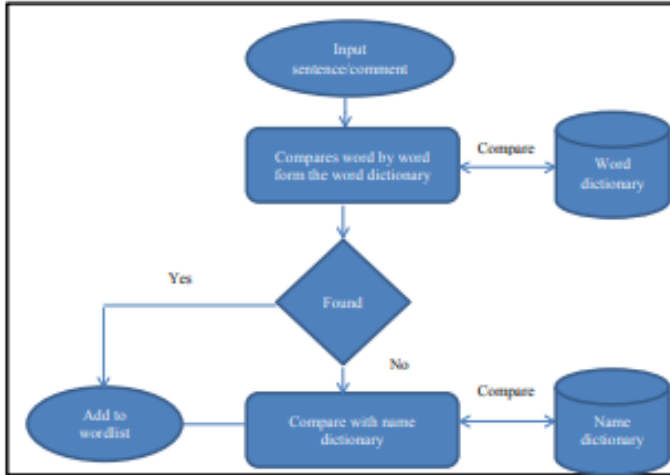 Input
sentence/comment
Compares word by word
form the word dictionary
Compare
Word
dictionary
Yes
Found
No
Add to
wordlist
Compare with name
dictionary
Compare
Name
dictionary